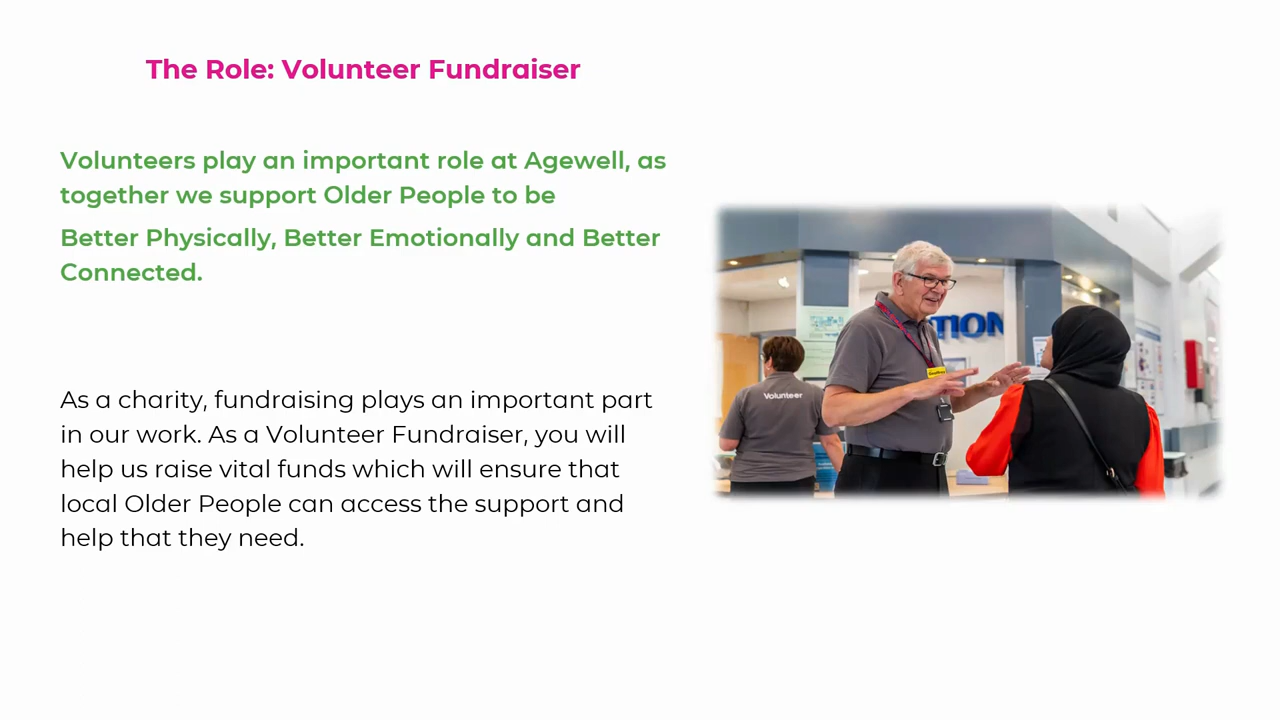 The Role: Volunteer Fundraiser
Volunteers play an important role at Agewell, as
together we support Older People to be
Better Physically, Better Emotionally and Better
Connected.
As a charity, fundraising plays an important part
in our work. As a Volunteer Fundraiser, you will
help us raise vital funds which will ensure that
local Older People can access the support and
help that they need.
TION
Volunteer